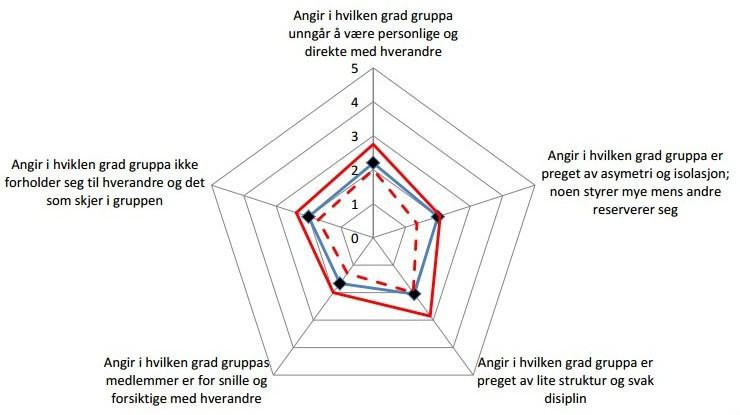 Angir i hvilken grad gruppa
unngår å være personlige og
direkte med hverandre
5
4
3
2
1
0
Angir i hvilken grad gruppa er
preget av asymetri og isolasjon;
noen styrer mye mens andre
reserverer seg
Angir i hviklen grad gruppa ikke
forholder seg til hverandre og det
som skjer i gruppen
Angir i hvilken grad gruppas
medlemmer er for snille og
forsiktige med hverandre
Angir i hvilken grad gruppa er
preget av lite struktur og svak
disiplin